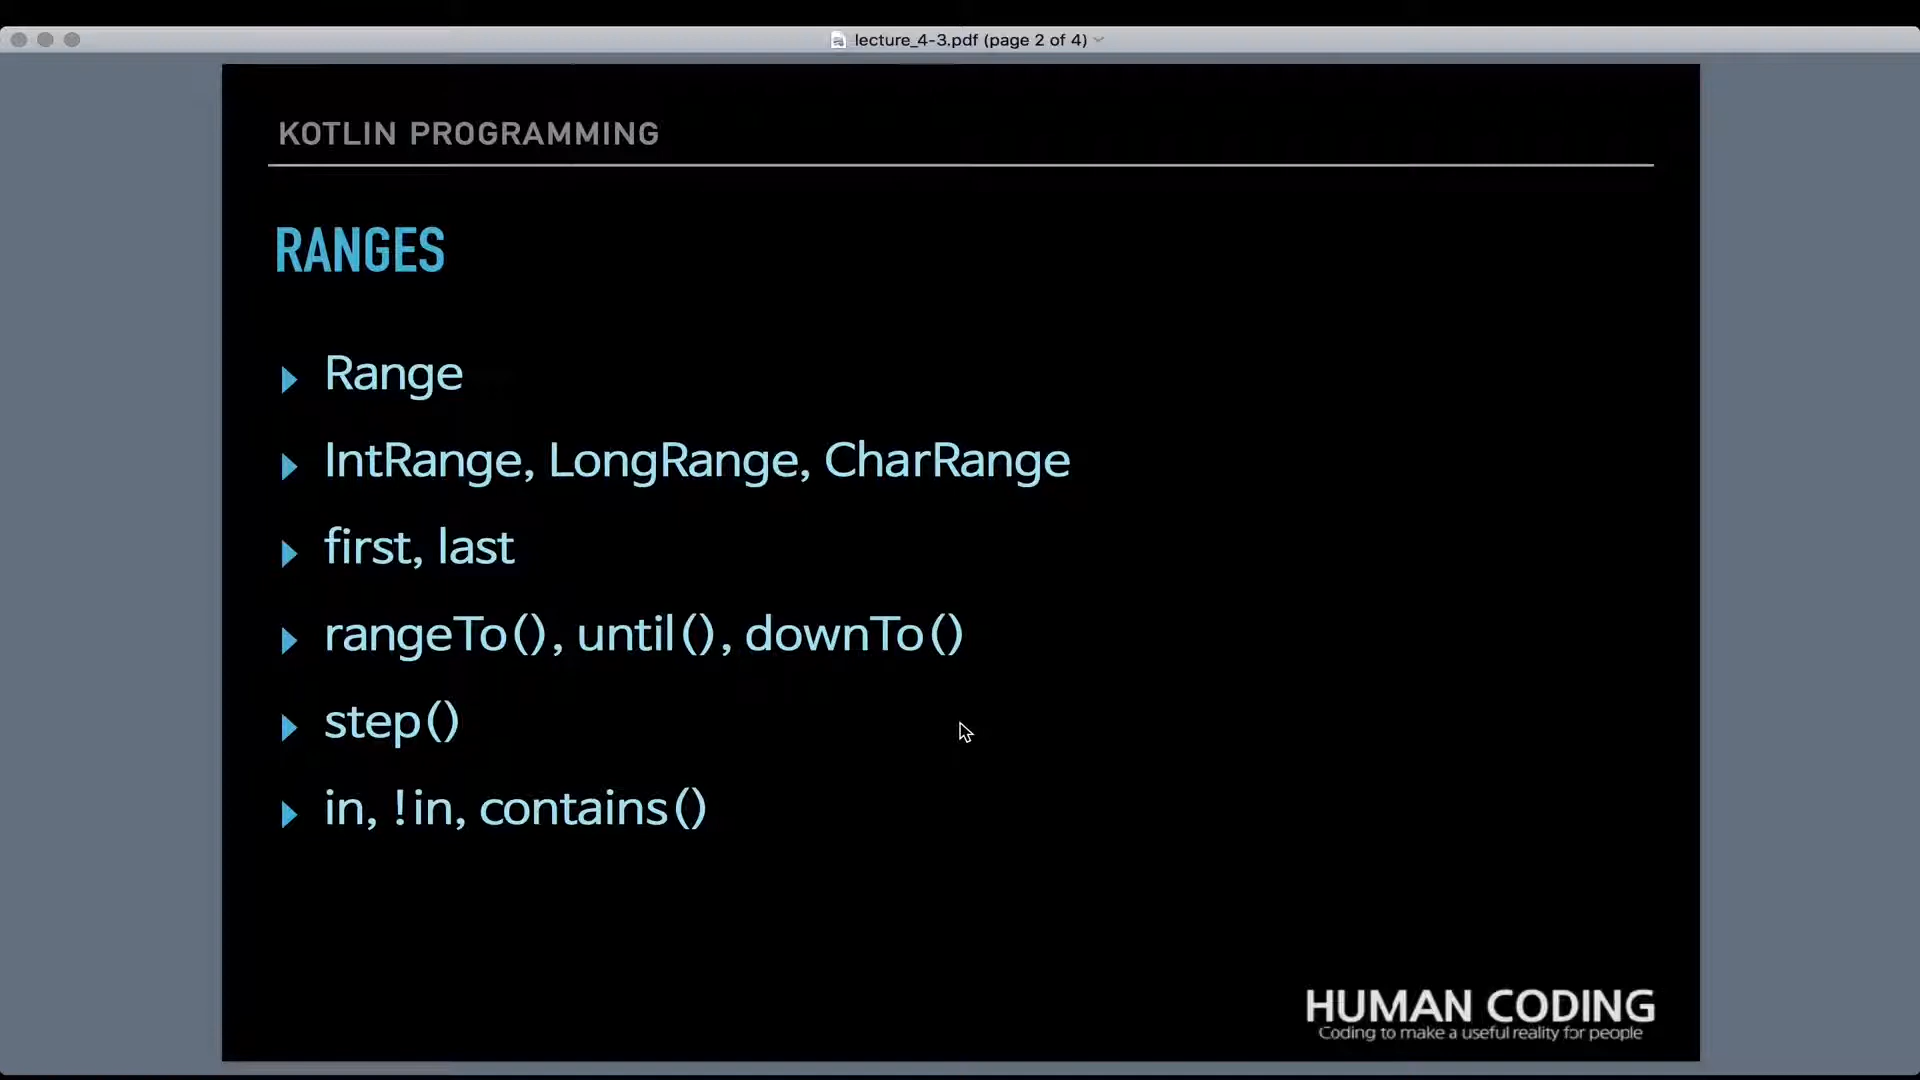 lecture_4-3.pdf (page 2 of 4)
KOTLIN PROGRAMMING
RANGES
Range
IntRange, LongRange, CharRange
first, last
rangeTo(), until(), downTo()
step()
in, !in, contains()
HUMAN CODING
Coding to make a useful reality for people